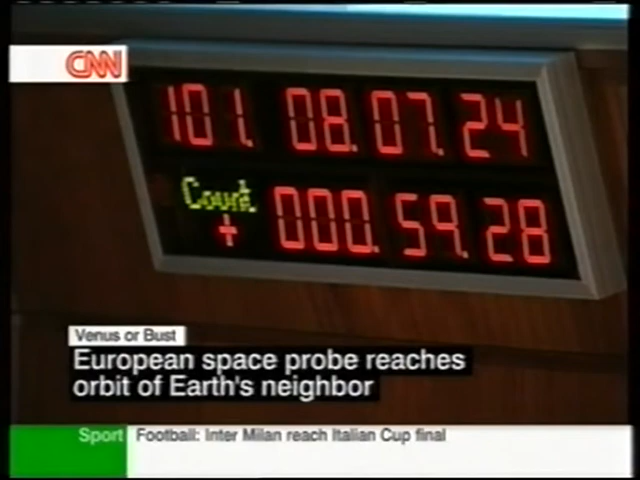 CNN
101.08.07.24
Count
+ 000.59.28
Venus or Bust
European space probe reaches
orbit of Earth's neighbor
Sport Football: Inter Milan reach Italian Cup final